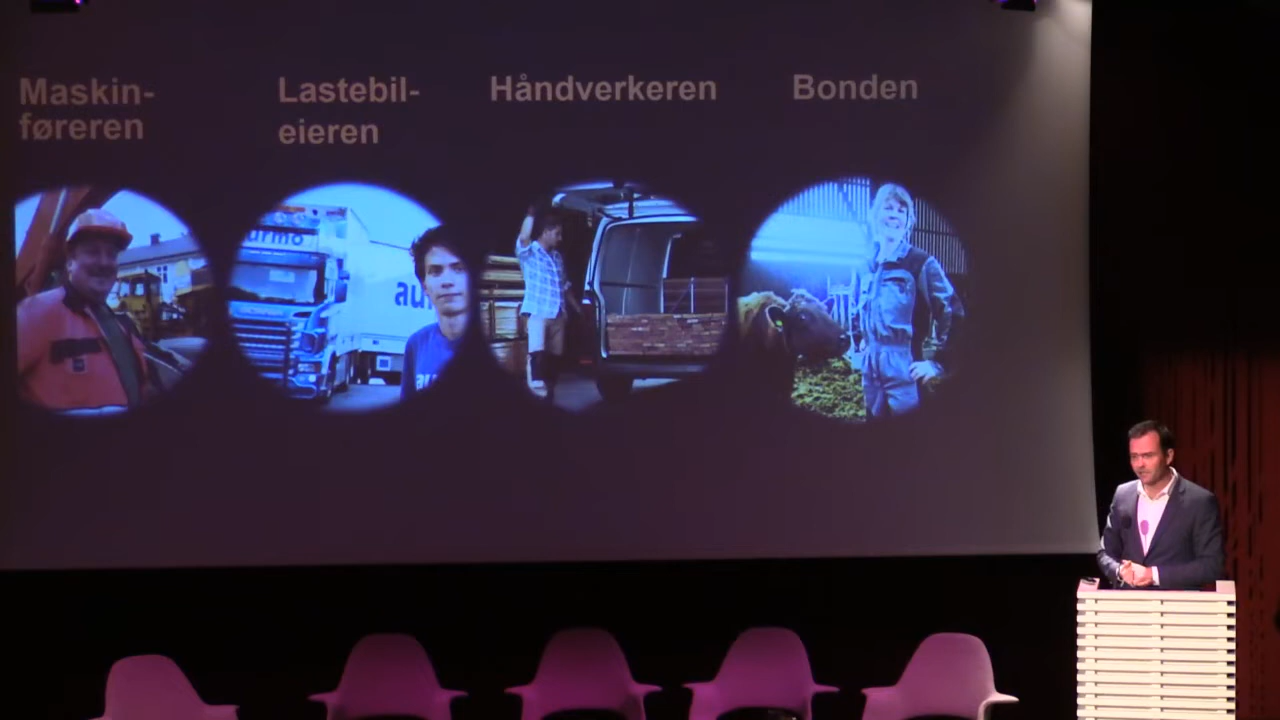 Maskin-
føreren
Lastebil-
eieren
Håndverkeren
Bonden